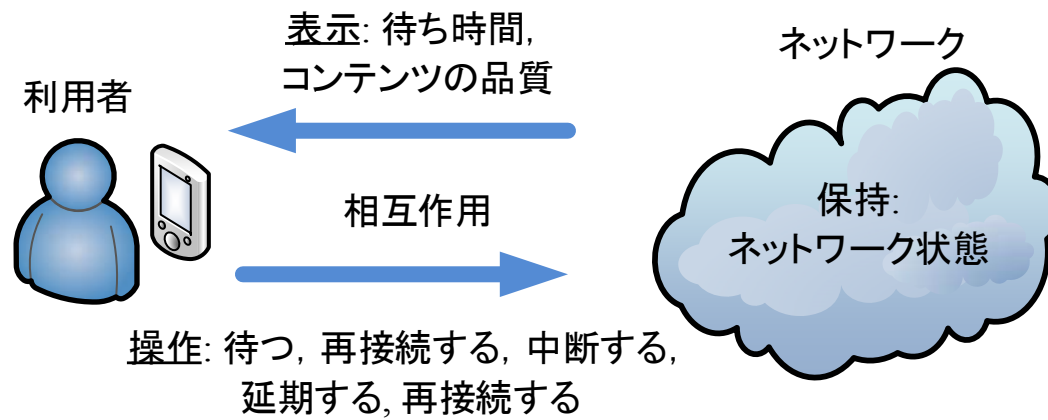 表示: 待ち時間,
コンテンツの品質
ネットワーク
利用者
相互作用
保持:
ネットワーク状態
操作: 待つ, 再接続する, 中断する,
延期する, 再接続する